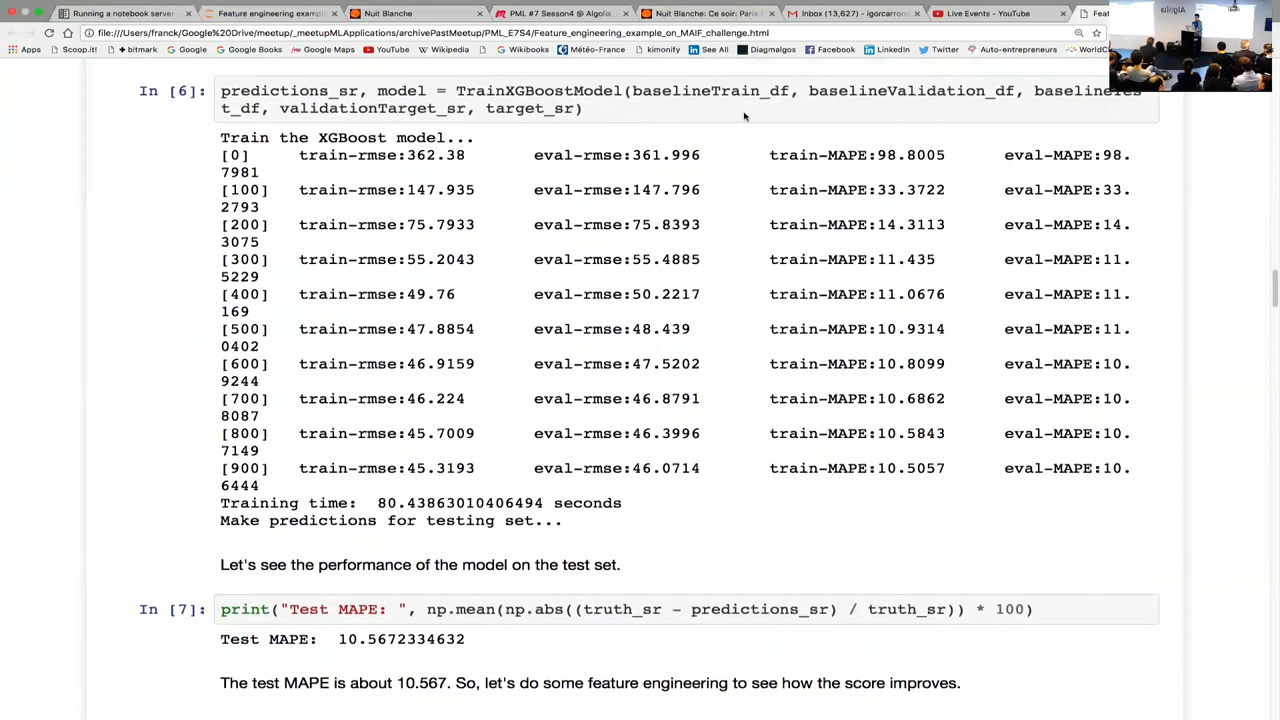 Running a notebook server
Feature engineering exampl
Nuit Blanche
PML #7 Season4 @ Algolia,
Nuit Blanche: Ce soir: Paris
Inbox (13,627) - igorcarron
Live Events - YouTube
Feat
file:///Users/franck/Google%20Drive/meetup/_meetupMLApplications/archivePastMeetup/PML_E7S4/Feature_engineering_example_on_MAIF_challenge.html
Apps
Scoop.it!
+ bitmark
Google
Google Books
Google Maps
YouTube
Wikipedia
Wikibooks
Météo-France
kimonify
See All
Diagmalgos
Facebook
LinkedIn
Twitter
Auto-entrepreneurs
WorldC
In [6]: predictions_sr, model = TrainXGBoostModel(baselineTrain_df, baselineValidation_df, baselineTes
t_df, validationTarget_sr, target_sr)
Train the XGBoost model...
[0] train-rmse:362.38 eval-rmse:361.996 train-MAPE:98.8005 eval-MAPE:98.
7981
[100] train-rmse:147.935 eval-rmse:147.796 train-MAPE:33.3722 eval-MAPE:33.
2793
[200] train-rmse:75.7933 eval-rmse:75.8393 train-MAPE:14.3113 eval-MAPE:14.
3075
[300] train-rmse:55.2043 eval-rmse:55.4885 train-MAPE:11.435 eval-MAPE:11.
5229
[400] train-rmse:49.76 eval-rmse:50.2217 train-MAPE:11.0676 eval-MAPE:11.
169
[500] train-rmse:47.8854 eval-rmse:48.439 train-MAPE:10.9314 eval-MAPE:11.
0402
[600] train-rmse:46.9159 eval-rmse:47.5202 train-MAPE:10.8099 eval-MAPE:10.
9244
[700] train-rmse:46.224 eval-rmse:46.8791 train-MAPE:10.6862 eval-MAPE:10.
8087
[800] train-rmse:45.7009 eval-rmse:46.3996 train-MAPE:10.5843 eval-MAPE:10.
7149
[900] train-rmse:45.3193 eval-rmse:46.0714 train-MAPE:10.5057 eval-MAPE:10.
6444
Training time:  80.43863010406494 seconds
Make predictions for testing set...
Let's see the performance of the model on the test set.
In [7]: print("Test MAPE: ", np.mean(np.abs((truth_sr - predictions_sr) / truth_sr)) * 100)
Test MAPE:  10.5672334632
The test MAPE is about 10.567. So, let's do some feature engineering to see how the score improves.